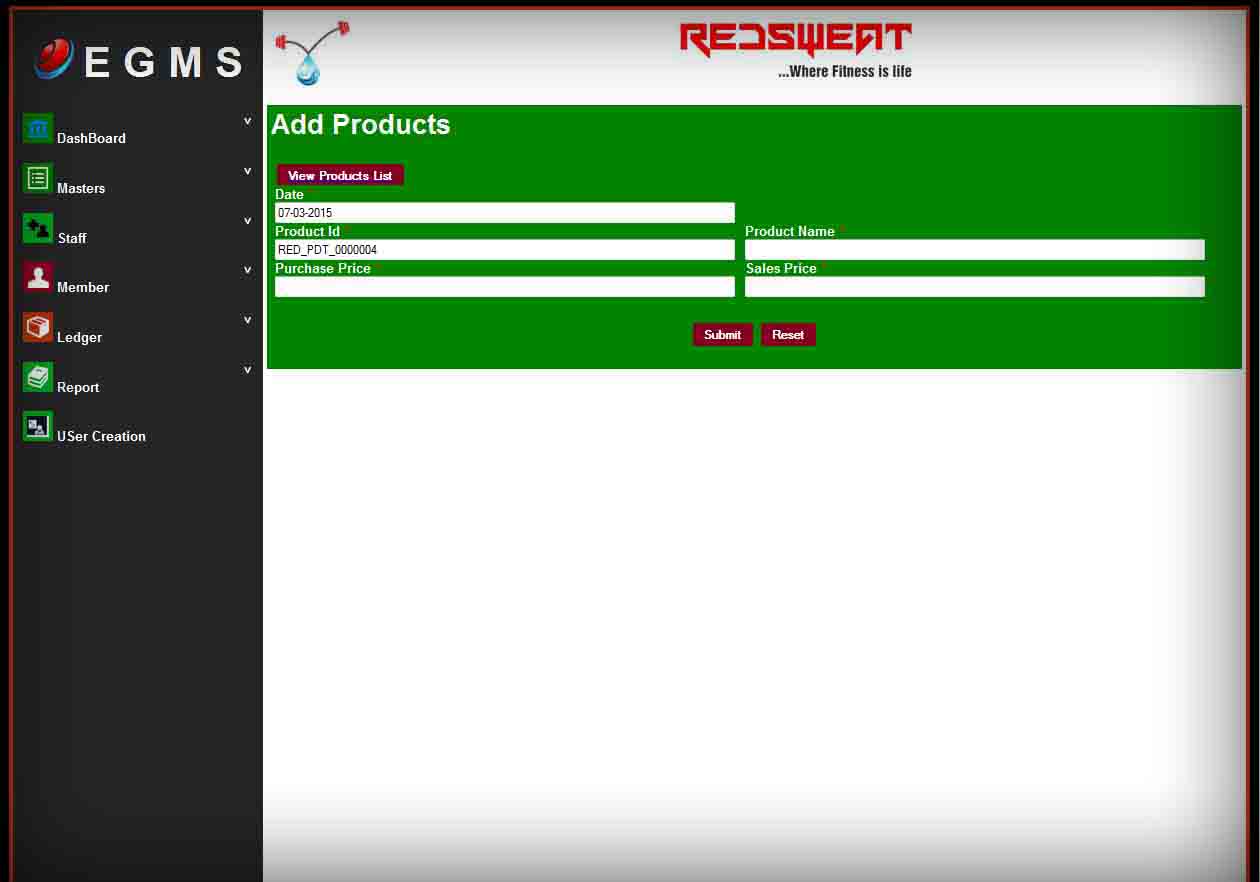 E G M S
REDSWEAT
...Where Fitness is life
DashBoard
v
Masters
v
Staff
v
Member
v
Ledger
v
Report
v
USer Creation
Add Products
View Products List
Date *
07-03-2015
Product Id *
Product Name *
RED_PDT_0000004
Purchase Price *
Sales Price *
Submit
Reset